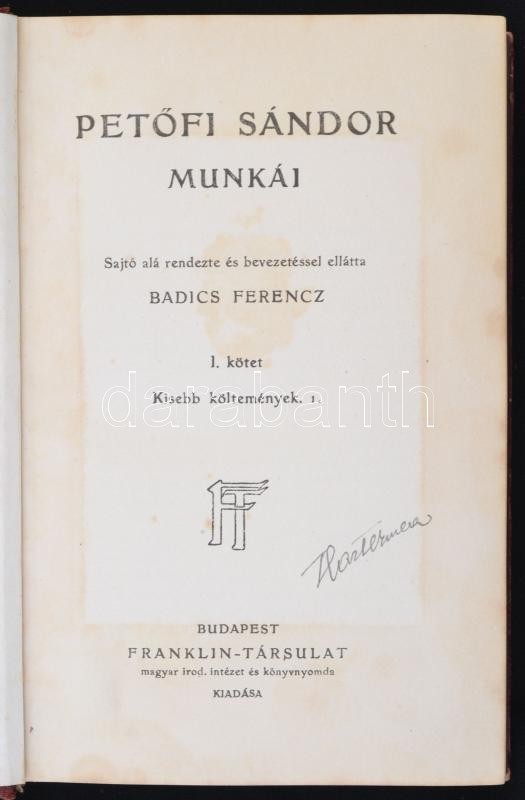 PETŐFI SÁNDOR
MUNKÁI
Sajtó alá rendezte és bevezetéssel ellátta
BADICS FERENCZ
I. kötet
Kisebb költemények. 1.
darabanth
FT
BUDAPEST
FRANKLIN-TÁRSULAT
magyar irod. intézet és könyvnyomda
KIADÁSA